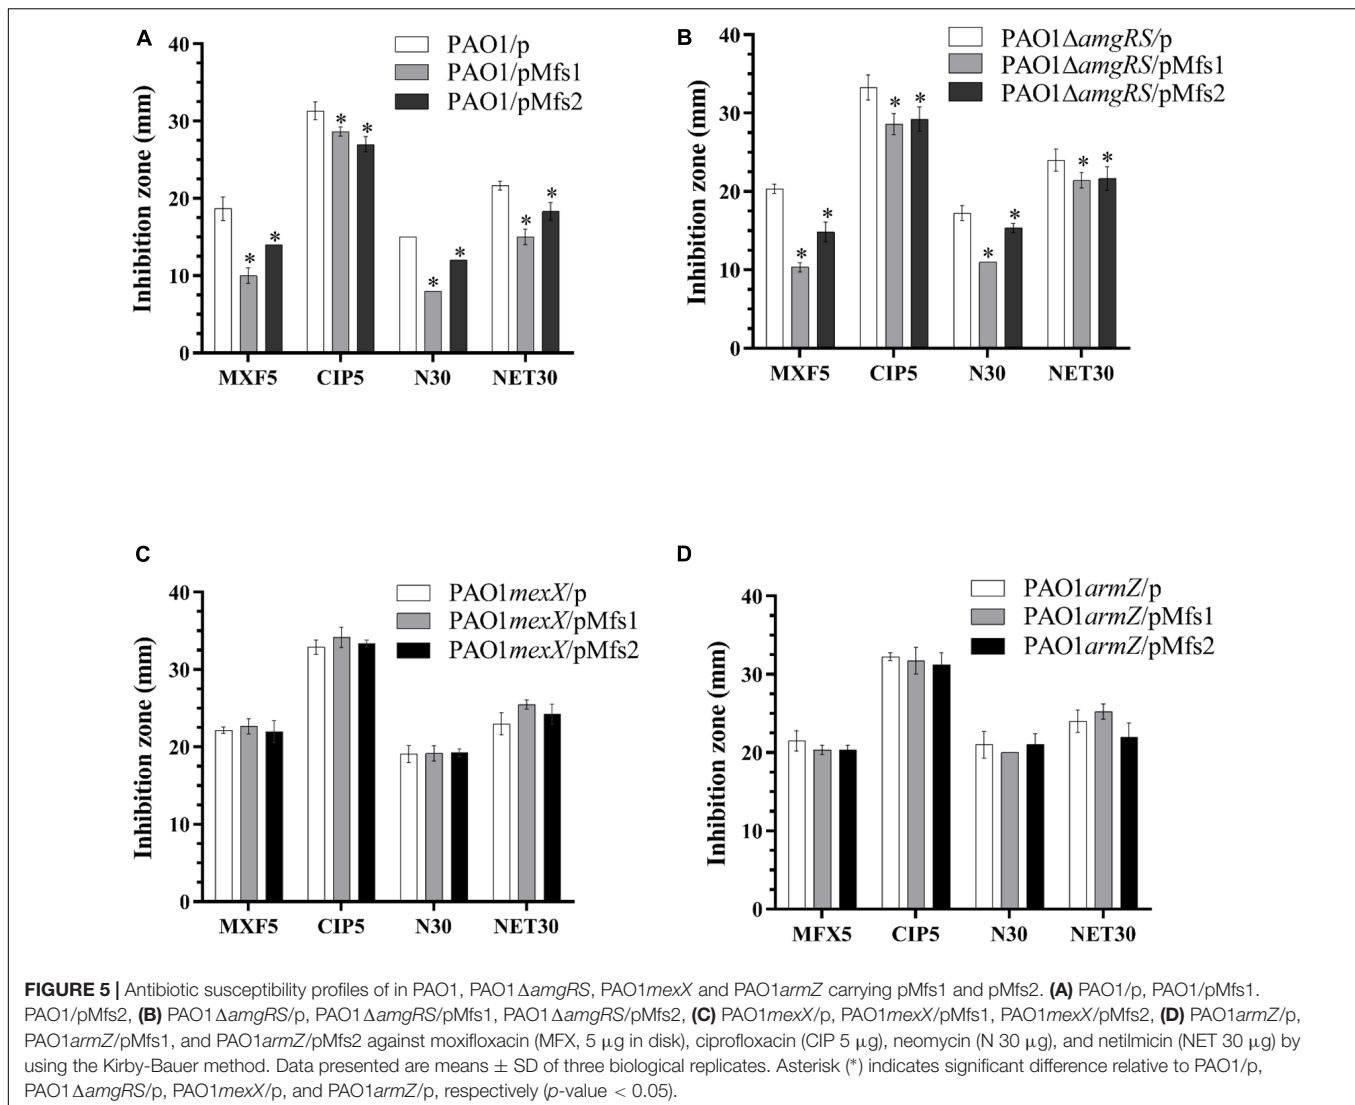 A
40
30
20
10
0
Inhibition zone (mm)
PAO1/p
PAO1/pMfs1
PAO1/pMfs2
* * * * * * * *
MXF5 CIP5 N30 NET30
B
40
30
20
10
0
Inhibition zone (mm)
PAO1ΔamgRS/p
PAO1ΔamgRS/pMfs1
PAO1ΔamgRS/pMfs2
* * * * * * * *
MXF5 CIP5 N30 NET30
C
40
30
20
10
0
Inhibition zone (mm)
PAO1mexX/p
PAO1mexX/pMfs1
PAO1mexX/pMfs2
MXF5 CIP5 N30 NET30
D
40
30
20
10
0
Inhibition zone (mm)
PAO1armZ/p
PAO1armZ/pMfs1
PAO1armZ/pMfs2
MFX5 CIP5 N30 NET30
FIGURE 5 | Antibiotic susceptibility profiles of in PAO1, PAO1ΔamgRS, PAO1mexX and PAO1armZ carrying pMfs1 and pMfs2. (A) PAO1/p, PAO1/pMfs1.
PAO1/pMfs2, (B) PAO1ΔamgRS/p, PAO1ΔamgRS/pMfs1, PAO1ΔamgRS/pMfs2, (C) PAO1mexX/p, PAO1mexX/pMfs1, PAO1mexX/pMfs2, (D) PAO1armZ/p,
PAO1armZ/pMfs1, and PAO1armZ/pMfs2 against moxifloxacin (MFX, 5 μg in disk), ciprofloxacin (CIP 5 μg), neomycin (N 30 μg), and netilmicin (NET 30 μg) by
using the Kirby-Bauer method. Data presented are means ± SD of three biological replicates. Asterisk (*) indicates significant difference relative to PAO1/p,
PAO1ΔamgRS/p, PAO1mexX/p, and PAO1armZ/p, respectively (p-value < 0.05).